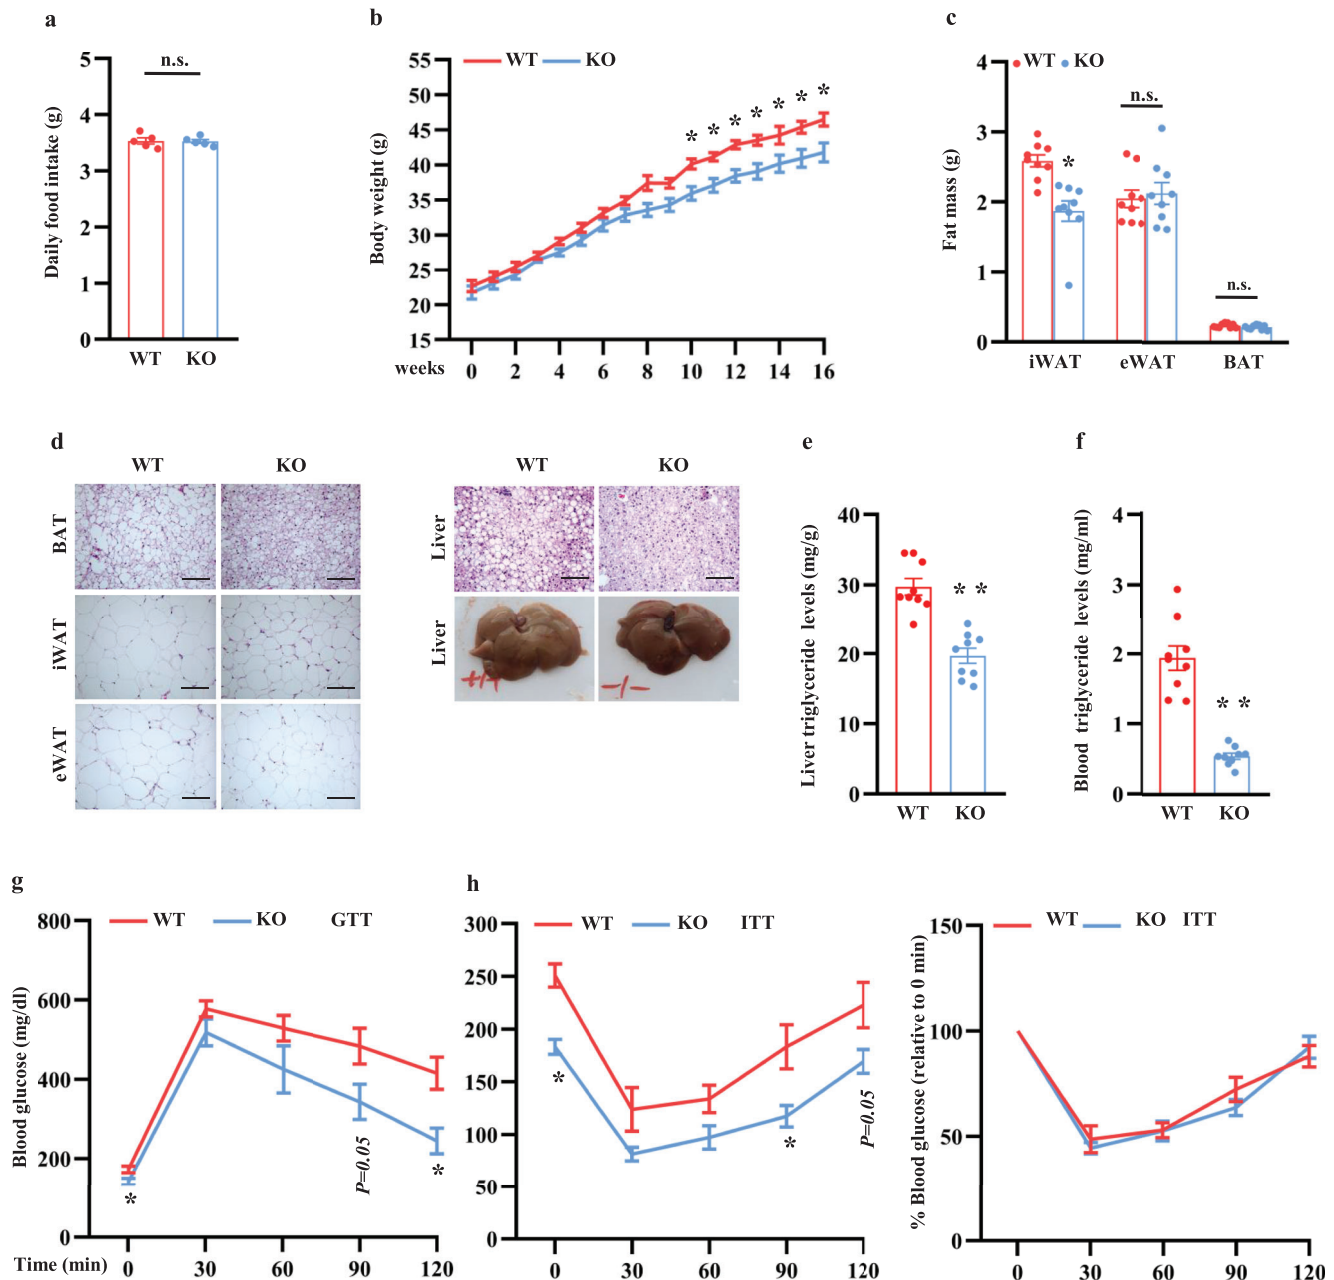 a
5
4
3
2
1
0
Daily food intake (g)
n.s.
WT KO
b
WT KO
55
50
45
40
35
30
25
20
15
Body weight (g)
* * * * * * *
weeks 0 2 4 6 8 10 12 14 16
c
WT KO
4
3
2
1
0
Fat mass (g)
*
n.s.
n.s.
iWAT eWAT BAT
d
WT KO
BAT
iWAT
eWAT
WT KO
Liver
Liver
+/+
-/-
e
40
30
20
10
0
Liver triglyceride levels (mg/g)
* *
WT KO
f
4
3
2
1
0
Blood triglyceride levels (mg/ml)
* *
WT KO
g
WT KO GTT
800
600
400
200
0
Blood glucose (mg/dl)
*
P=0.05
*
Time (min) 0 30 60 90 120
h
WT KO ITT
300
250
200
150
100
50
0
*
*
P=0.05
0 30 60 90 120
WT KO ITT
150
100
50
0
% Blood glucose (relative to 0 min)
0 30 60 90 120